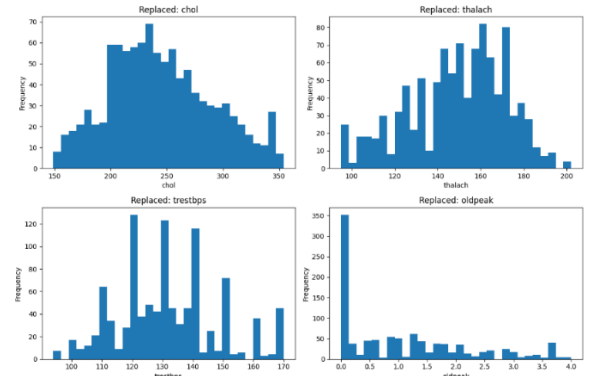 Replaced: chol
70
60
50
40
30
20
10
0
Frequency
150 200 250 300 350
chol
Replaced: thalach
80
70
60
50
40
30
20
10
0
Frequency
100 120 140 160 180 200
thalach
Replaced: trestbps
120
100
80
60
40
20
0
Frequency
100 110 120 130 140 150 160 170
trestbps
Replaced: oldpeak
350
300
250
200
150
100
50
0
Frequency
0.0 0.5 1.0 1.5 2.0 2.5 3.0 3.5 4.0
oldpeak